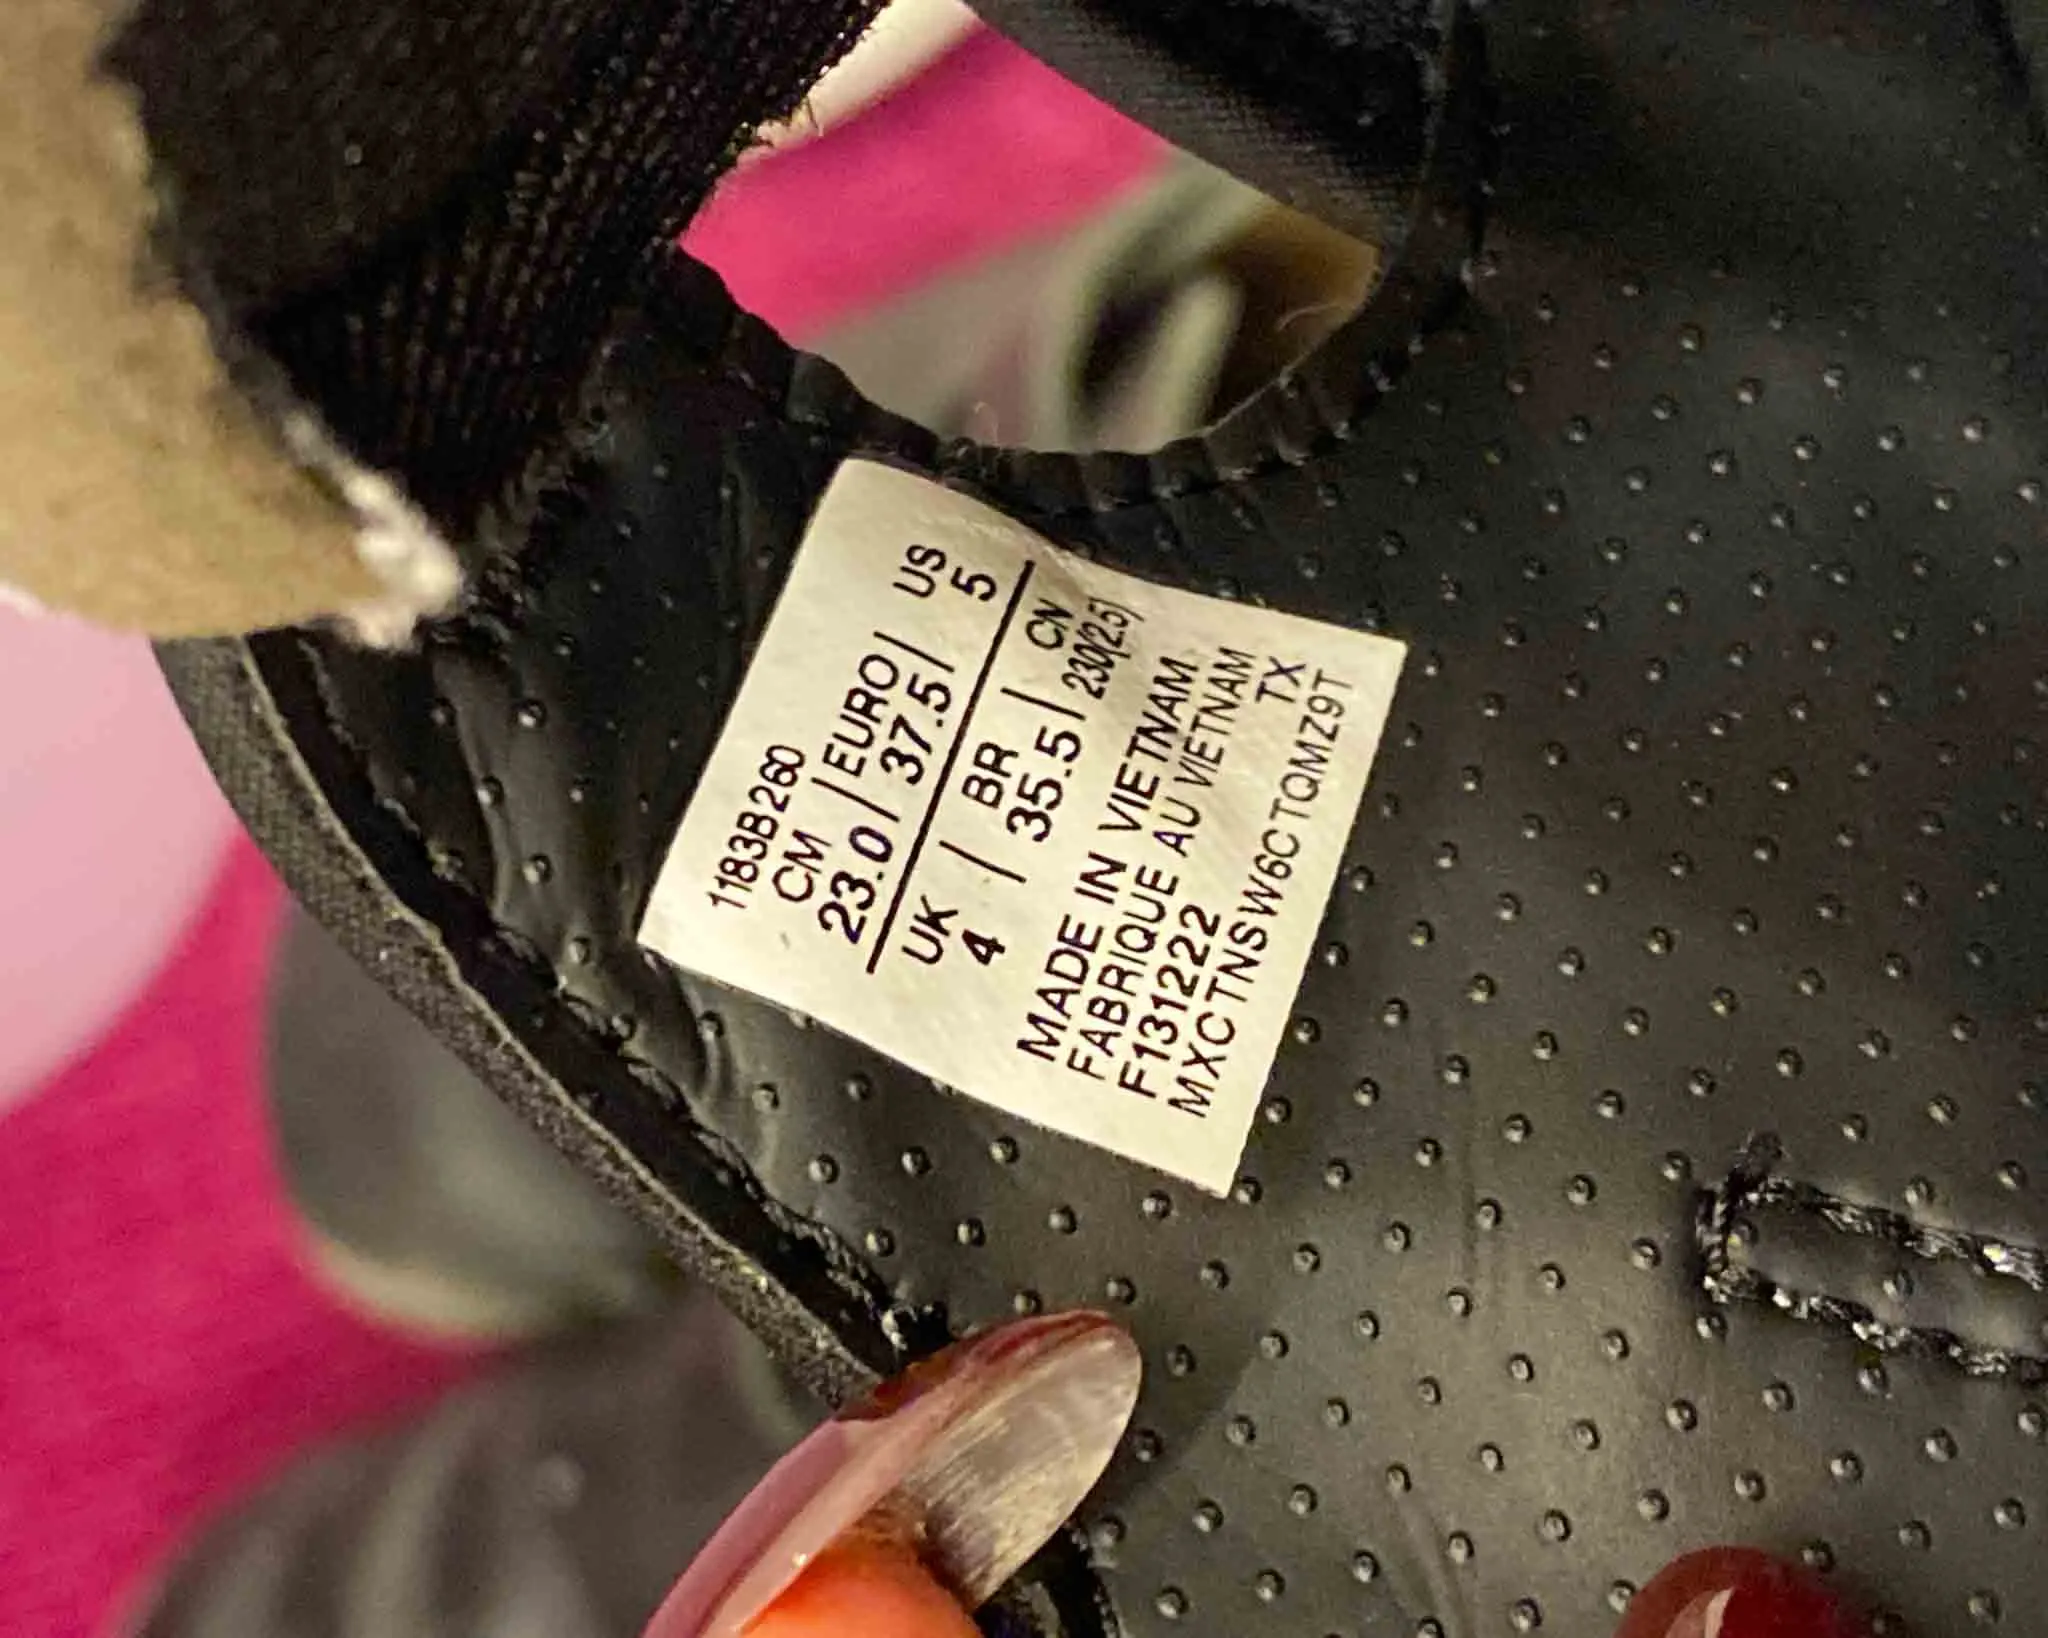 1183B260
CM / EURO / US
23.0 / 37.5 / 5
UK / BR / CN
4 / 35.5 / 230(2.5)
MADE IN VIETNAM
FABRIQUE AU VIETNAM
F131222 TX
MXCTNSW6CTQMZ9T